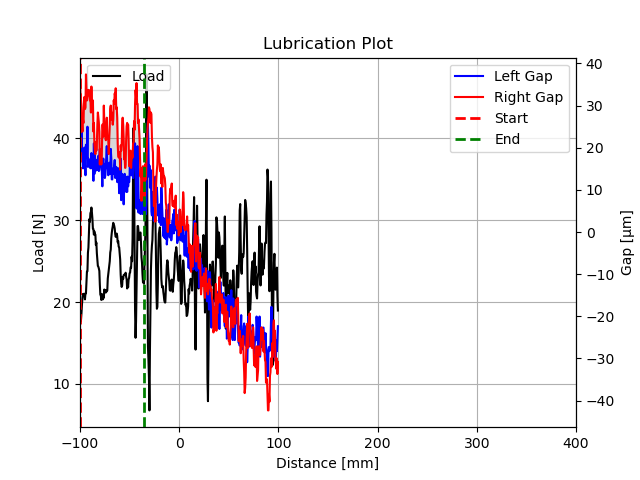 Lubrication Plot
Load
Left Gap
Right Gap
Start
End
Load [N]
40
30
20
10
40
30
20
10
0
−10
−20
−30
−40
Gap [µm]
−100
0
100
200
300
400
Distance [mm]